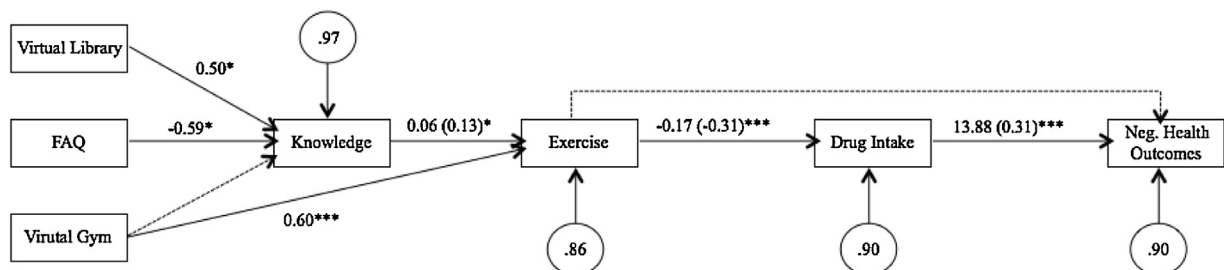 Virtual Library
.97
0.50*
FAQ
-0.59*
Knowledge
0.06 (0.13)*
Exercise
-0.17 (-0.31)***
Drug Intake
13.88 (0.31)***
Neg. Health
Outcomes
Virutal Gym
0.60***
.86
.90
.90